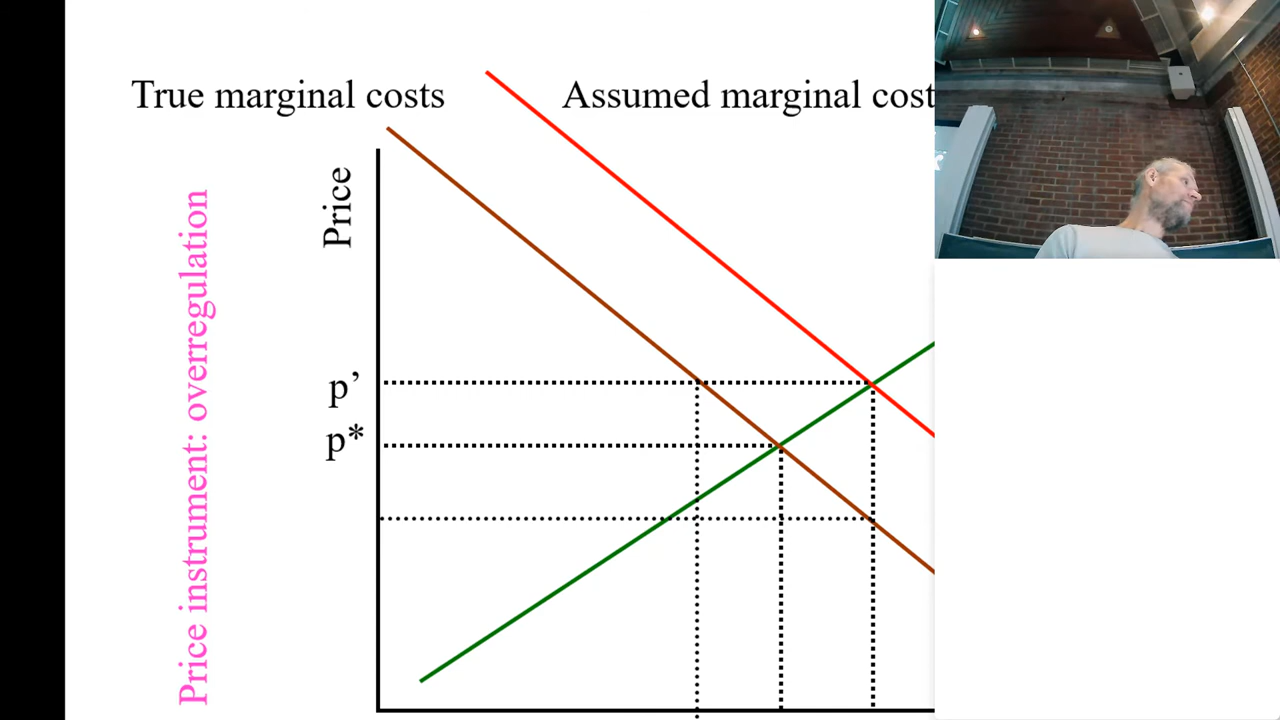 True marginal costs
Assumed marginal cost
Price
p’
p*
Price instrument: overregulation